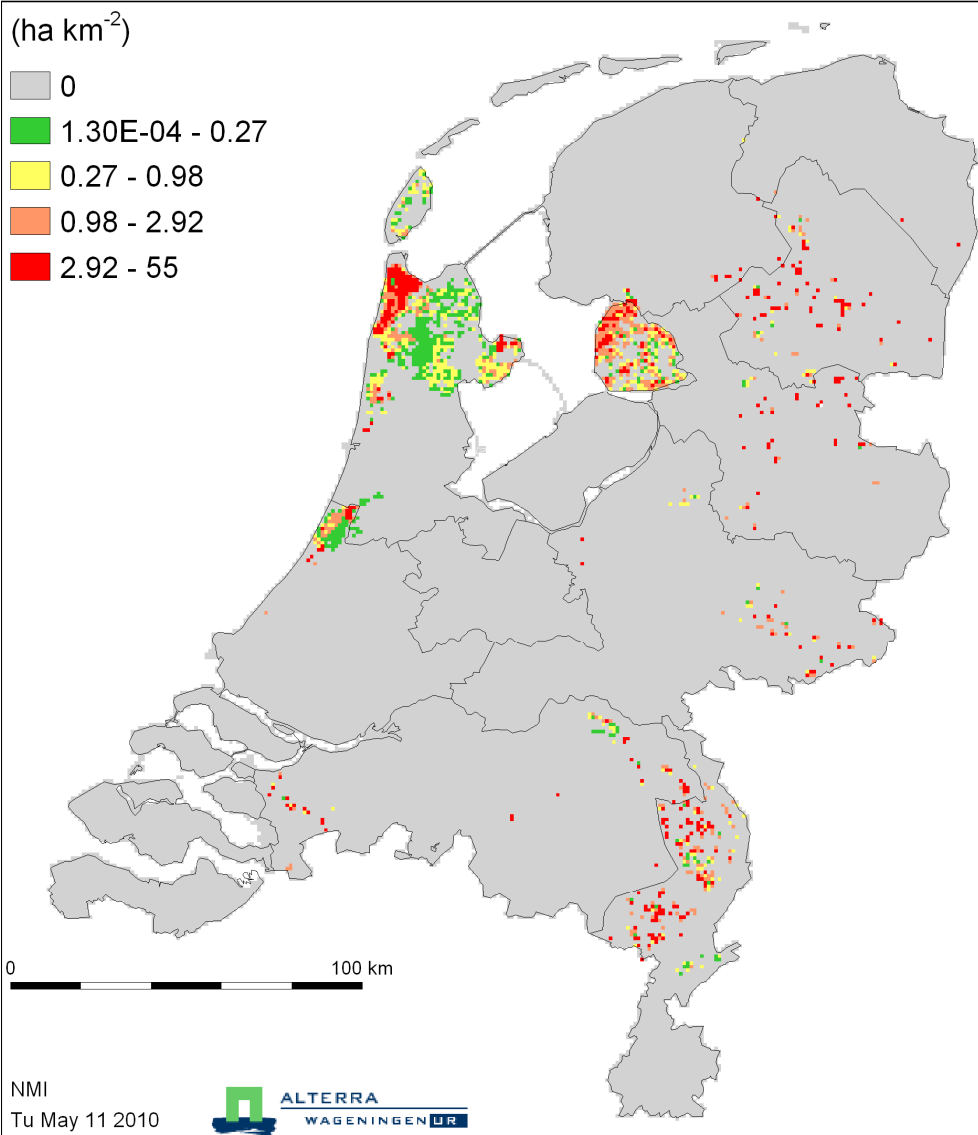 (ha km-2)
0
1.30E-04 - 0.27
0.27 - 0.98
0.98 - 2.92
2.92 - 55
0 100 km
NMI
Tu May 11 2010
ALTERRA
WAGENINGEN UR